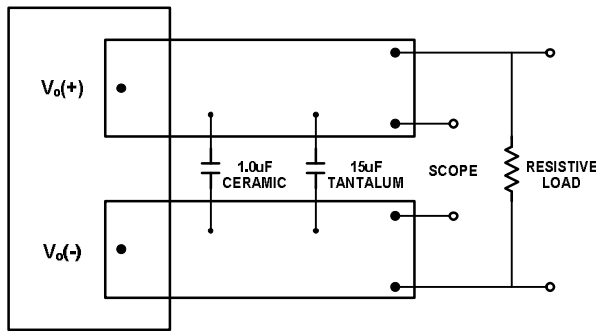 Vo(+)
1.0uF
CERAMIC
15uF
TANTALUM
SCOPE
RESISTIVE
LOAD
Vo(-)